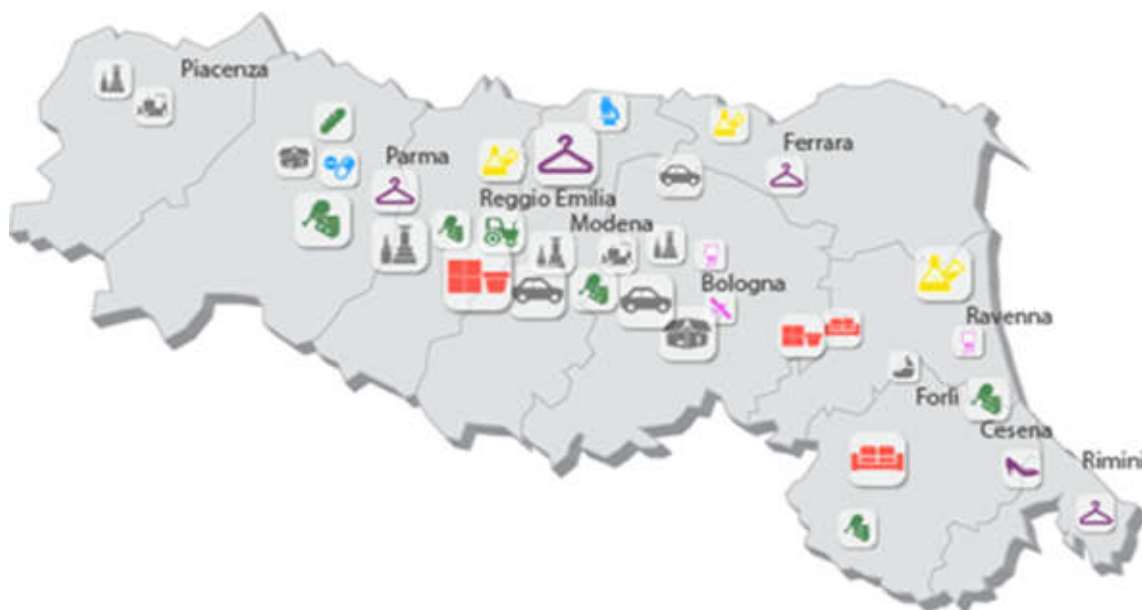 Piacenza
Parma
Ferrara
Reggio Emilia
Modena
Bologna
Ravenna
Forlì
Cesena
Rimini